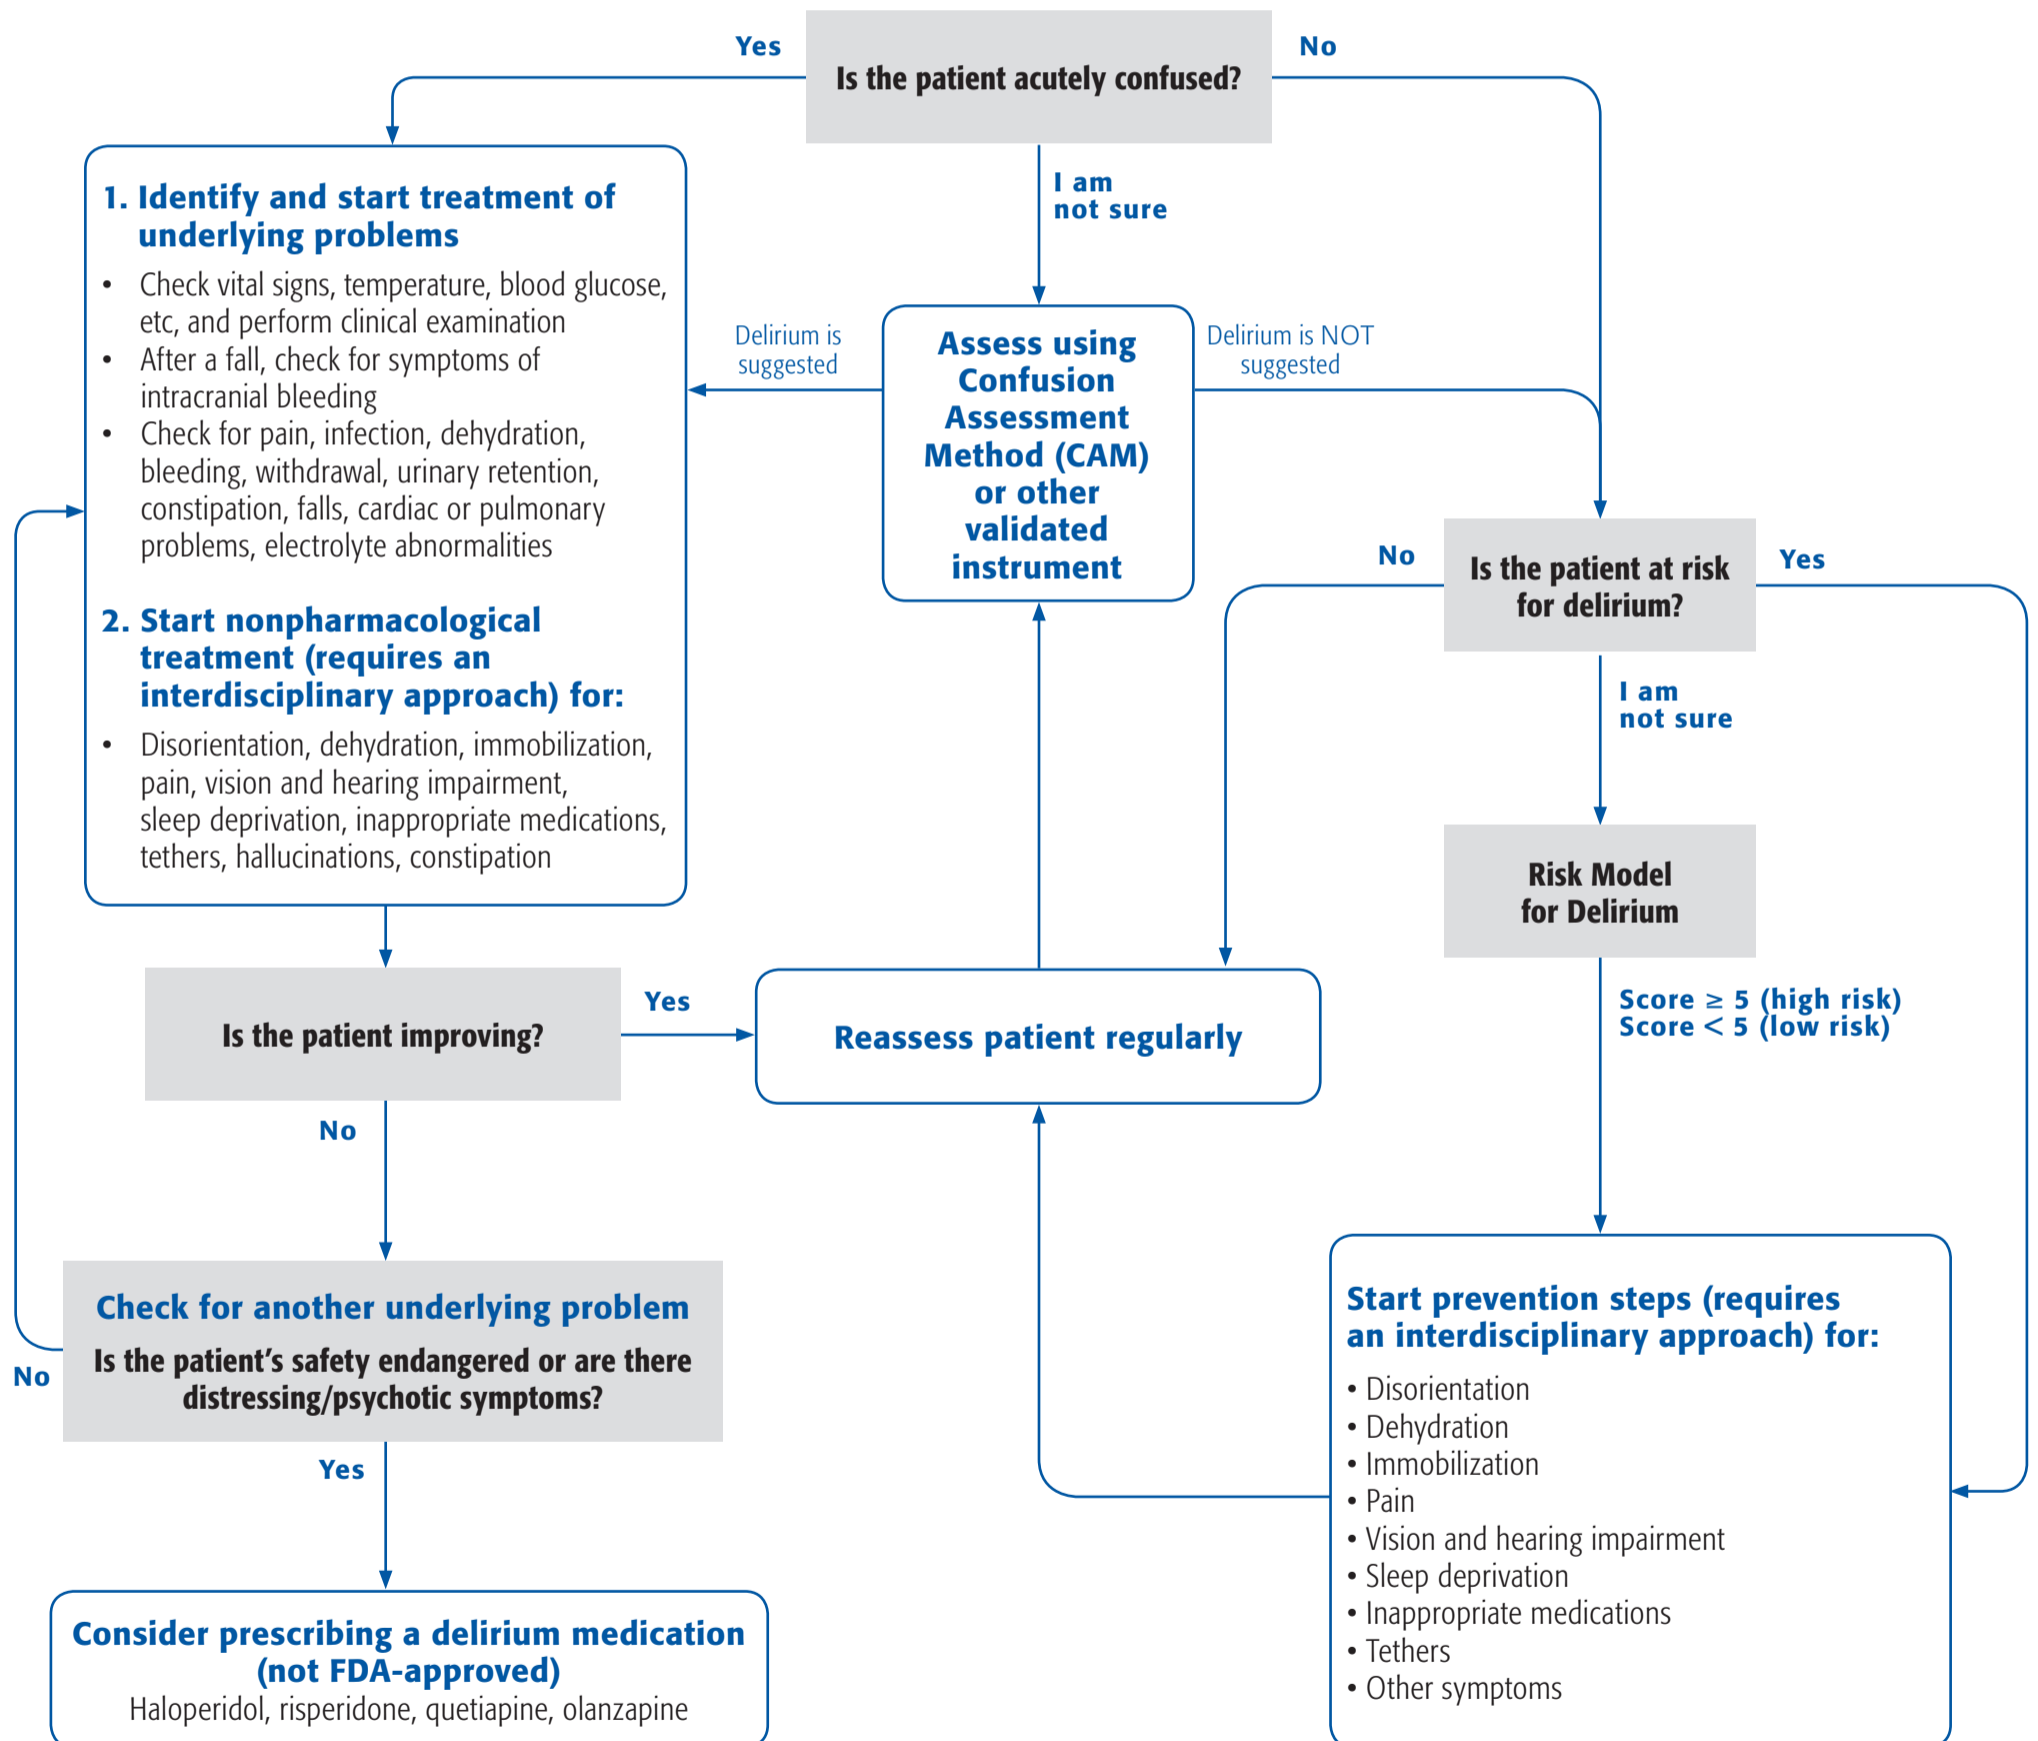 Yes
Is the patient acutely confused?
No
I am
not sure
1. Identify and start treatment of
underlying problems
• Check vital signs, temperature, blood glucose,
etc, and perform clinical examination
• After a fall, check for symptoms of
intracranial bleeding
• Check for pain, infection, dehydration,
bleeding, withdrawal, urinary retention,
constipation, falls, cardiac or pulmonary
problems, electrolyte abnormalities
2. Start nonpharmacological
treatment (requires an
interdisciplinary approach) for:
• Disorientation, dehydration, immobilization,
pain, vision and hearing impairment,
sleep deprivation, inappropriate medications,
tethers, hallucinations, constipation
Delirium is
suggested
Assess using
Confusion
Assessment
Method (CAM)
or other
validated
instrument
Delirium is NOT
suggested
No
Is the patient at risk
for delirium?
Yes
I am
not sure
Risk Model
for Delirium
Score ≥ 5 (high risk)
Score < 5 (low risk)
Is the patient improving?
Yes
Reassess patient regularly
No
Check for another underlying problem
Is the patient’s safety endangered or are there
distressing/psychotic symptoms?
No
Yes
Consider prescribing a delirium medication
(not FDA-approved)
Haloperidol, risperidone, quetiapine, olanzapine
Start prevention steps (requires
an interdisciplinary approach) for:
• Disorientation
• Dehydration
• Immobilization
• Pain
• Vision and hearing impairment
• Sleep deprivation
• Inappropriate medications
• Tethers
• Other symptoms